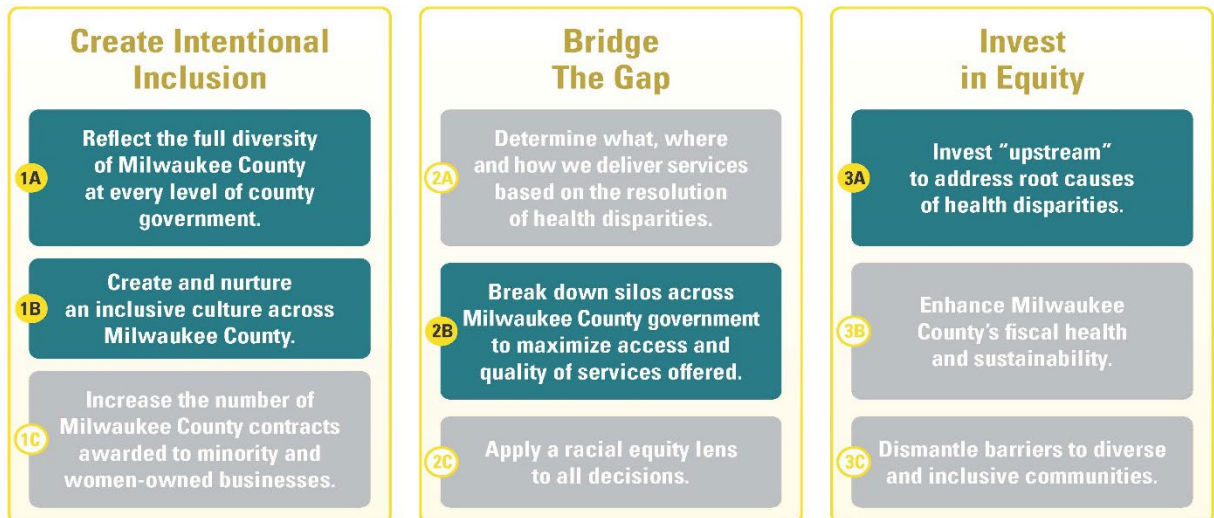 Create Intentional
Inclusion
1A
Reflect the full diversity
of Milwaukee County
at every level of county
government.
1B
Create and nurture
an inclusive culture across
Milwaukee County.
1C
Increase the number of
Milwaukee County contracts
awarded to minority and
women-owned businesses.
Bridge
The Gap
2A
Determine what, where
and how we deliver services
based on the resolution
of health disparities.
2B
Break down silos across
Milwaukee County government
to maximize access and
quality of services offered.
2C
Apply a racial equity lens
to all decisions.
Invest
in Equity
3A
Invest “upstream”
to address root causes
of health disparities.
3B
Enhance Milwaukee
County’s fiscal health
and sustainability.
3C
Dismantle barriers to diverse
and inclusive communities.